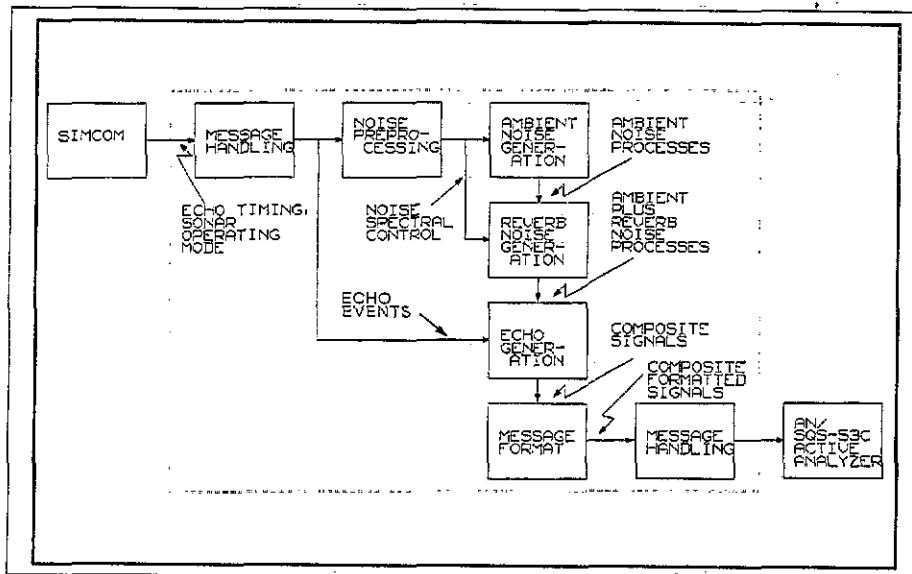 SIMCOM
MESSAGE
HANDLING
NOISE
PREPRO-
CESSING
AMBIENT
NOISE
GENER-
ATION
AMBIENT
NOISE
PROCESSES
ECHO TIMING,
SONAR
OPERATING
MODE
NOISE
SPECTRAL
CONTROL
REVERB
NOISE
GENER-
ATION
AMBIENT
PLUS
REVERB
NOISE
PROCESSES
ECHO
EVENTS
ECHO
GENER-
ATION
COMPOSITE
SIGNALS
COMPOSITE
FORMATTED
SIGNALS
MESSAGE
FORMAT
MESSAGE
HANDLING
AN/
SQS-53C
ACTIVE
ANALYZER